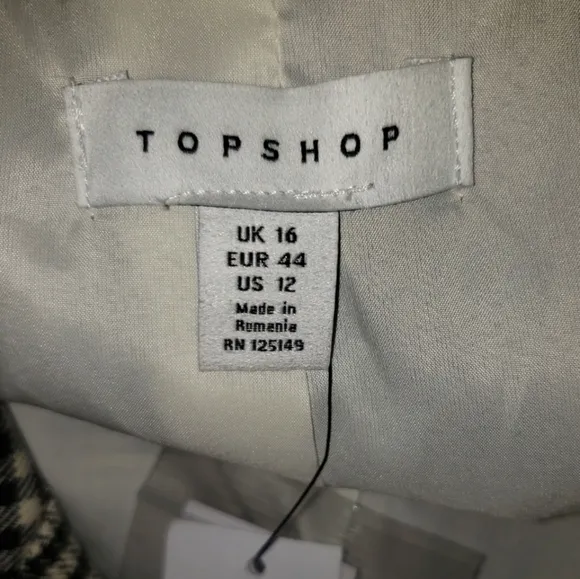 TOPSHOP
UK 16
EUR 44
US 12
Made in
Romania
RN 125149